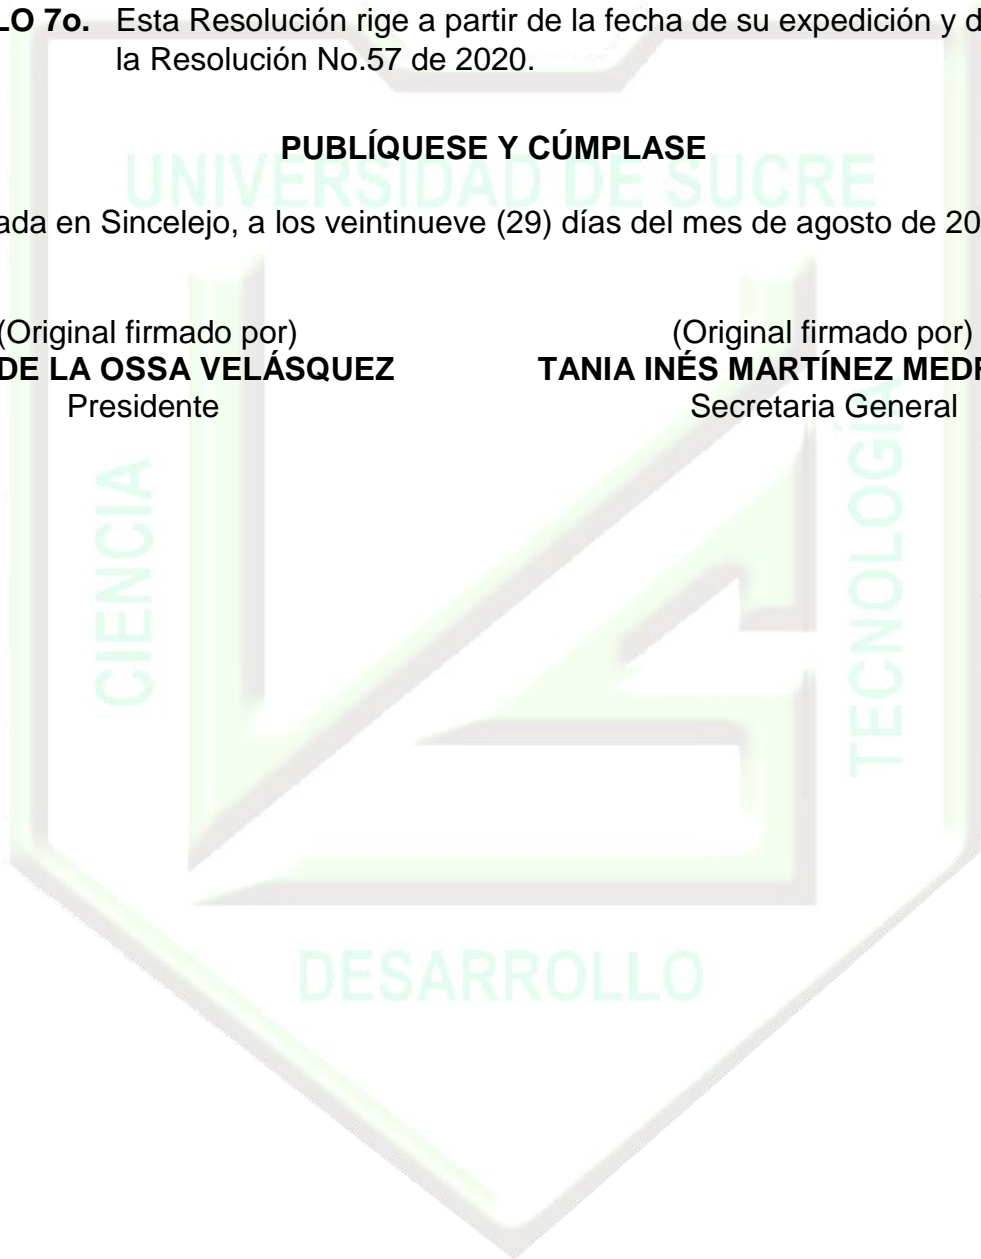 LO 7o. Esta Resolución rige a partir de la fecha de su expedición y d
la Resolución No.57 de 2020.
PUBLÍQUESE Y CÚMPLASE
UNIVERSIDAD DE SUCRE
ada en Sincelejo, a los veintinueve (29) días del mes de agosto de 20
(Original firmado por) (Original firmado por)
DE LA OSSA VELÁSQUEZ TANIA INÉS MARTÍNEZ MED
Presidente Secretaria General
CIENCIA
TECNOLOGÍA
DESARROLLO